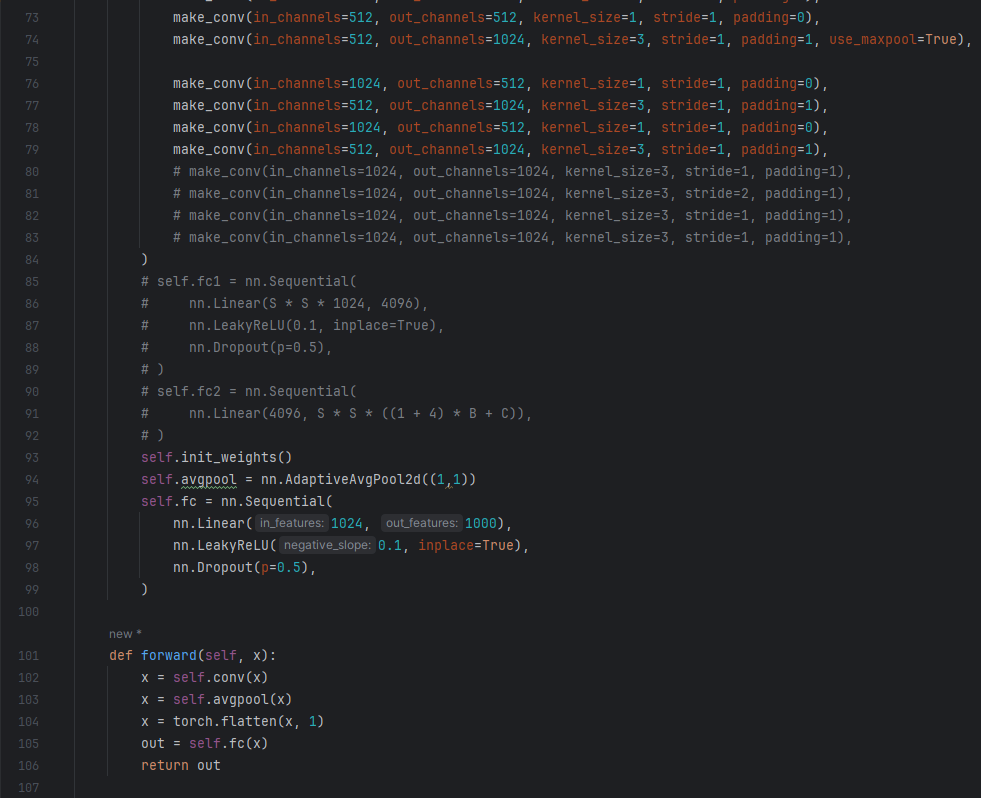 73 make_conv(in_channels=512, out_channels=512, kernel_size=1, stride=1, padding=0),
74 make_conv(in_channels=512, out_channels=1024, kernel_size=3, stride=1, padding=1, use_maxpool=True),
75
76 make_conv(in_channels=1024, out_channels=512, kernel_size=1, stride=1, padding=0),
77 make_conv(in_channels=512, out_channels=1024, kernel_size=3, stride=1, padding=1),
78 make_conv(in_channels=1024, out_channels=512, kernel_size=1, stride=1, padding=0),
79 make_conv(in_channels=512, out_channels=1024, kernel_size=3, stride=1, padding=1),
80 # make_conv(in_channels=1024, out_channels=1024, kernel_size=3, stride=1, padding=1),
81 # make_conv(in_channels=1024, out_channels=1024, kernel_size=3, stride=2, padding=1),
82 # make_conv(in_channels=1024, out_channels=1024, kernel_size=3, stride=1, padding=1),
83 # make_conv(in_channels=1024, out_channels=1024, kernel_size=3, stride=1, padding=1),
84 )
85 # self.fc1 = nn.Sequential(
86 #     nn.Linear(S * S * 1024, 4096),
87 #     nn.LeakyReLU(0.1, inplace=True),
88 #     nn.Dropout(p=0.5),
89 # )
90 # self.fc2 = nn.Sequential(
91 #     nn.Linear(4096, S * S * ((1 + 4) * B + C)),
92 # )
93 self.init_weights()
94 self.avgpool = nn.AdaptiveAvgPool2d((1,1))
95 self.fc = nn.Sequential(
96 nn.Linear( in_features: 1024, out_features: 1000),
97 nn.LeakyReLU( negative_slope: 0.1, inplace=True),
98 nn.Dropout(p=0.5),
99 )
100
new *
101 def forward(self, x):
102 x = self.conv(x)
103 x = self.avgpool(x)
104 x = torch.flatten(x, 1)
105 out = self.fc(x)
106 return out
107